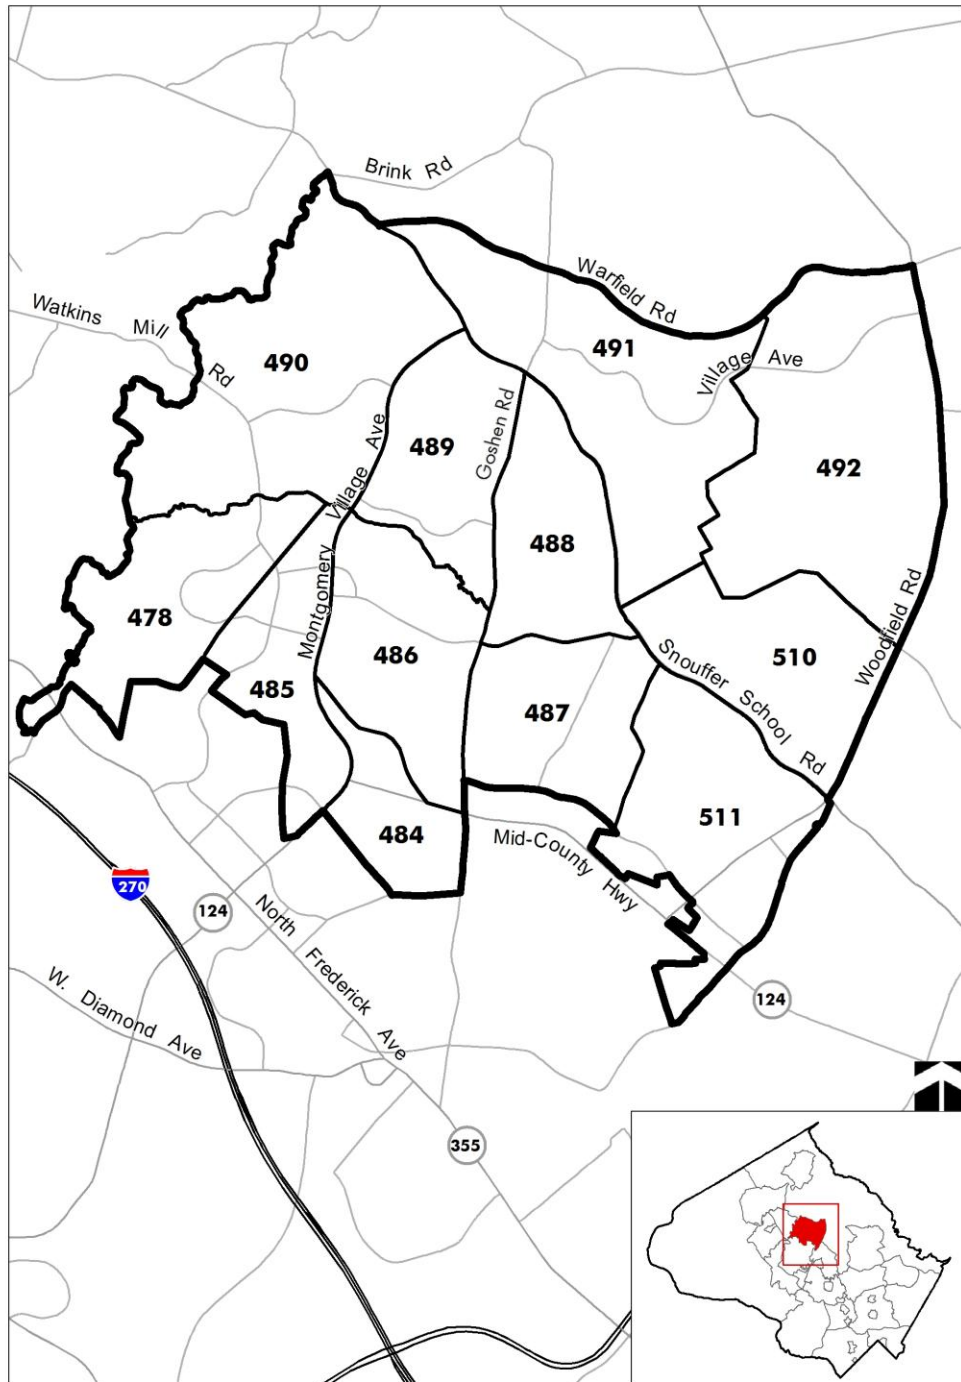 Brink Rd
Warfield Rd
Watkins Mill Rd
490
491
Village Ave
489
Goshen Rd
492
Montgomery Village Ave
488
478
486
510
Woodfield Rd
485
487
Snouffer School Rd
484
511
Mid-County Hwy
270
124
North Frederick Ave
W. Diamond Ave
124
355